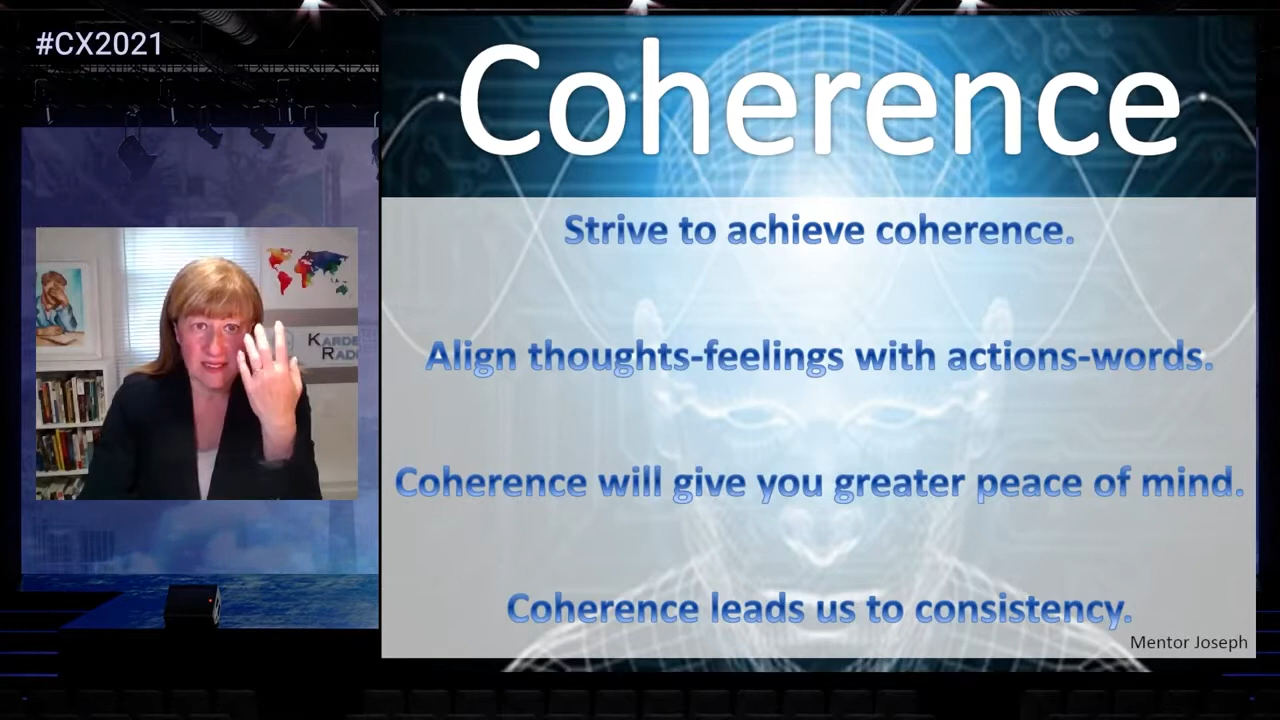 #CX2021
Coherence
Strive to achieve coherence.
Align thoughts-feelings with actions-words.
Coherence will give you greater peace of mind.
Coherence leads us to consistency.
Mentor Joseph